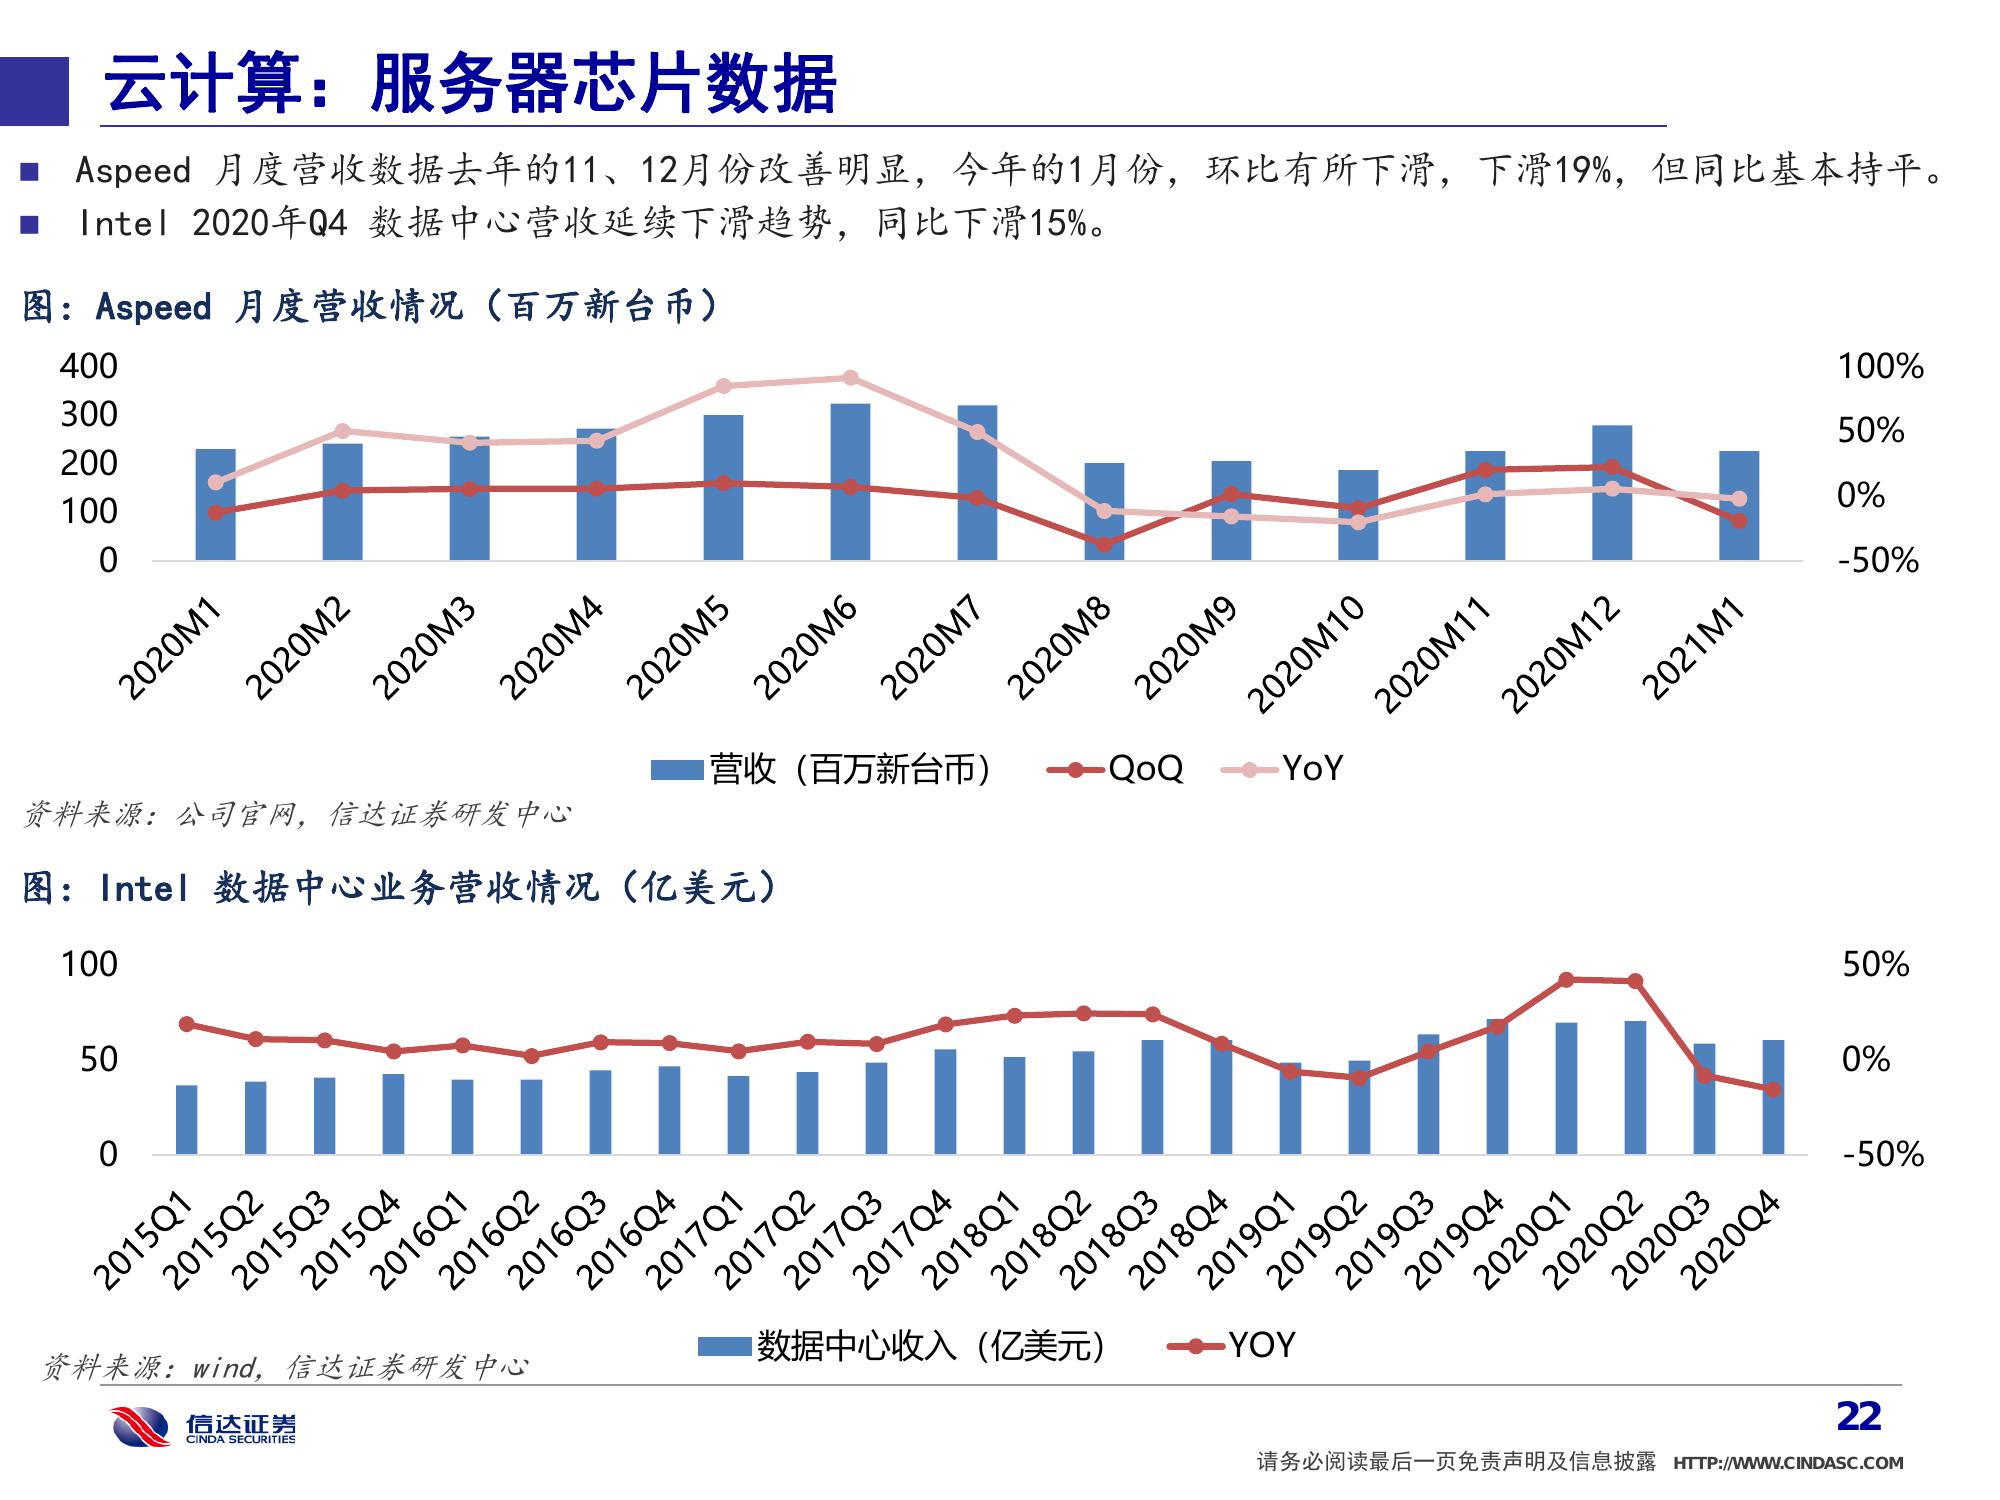 云计算：服务器芯片数据
■ Aspeed 月度营收数据去年的11、12月份改善明显，今年的1月份，环比有所下滑，下滑19%，但同比基本持平。
■ Intel 2020年Q4 数据中心营收延续下滑趋势，同比下滑15%。
图：Aspeed 月度营收情况（百万新台币）
400
300
200
100
0
100%
50%
0%
-50%
2020M1
2020M2
2020M3
2020M4
2020M5
2020M6
2020M7
2020M8
2020M9
2020M10
2020M11
2020M12
2021M1
营收（百万新台币） QoQ YoY
资料来源：公司官网，信达证券研发中心
图：Intel 数据中心业务营收情况（亿美元）
100
50
0
50%
0%
-50%
2015Q1
2015Q2
2015Q3
2015Q4
2016Q1
2016Q2
2016Q3
2016Q4
2017Q1
2017Q2
2017Q3
2017Q4
2018Q1
2018Q2
2018Q3
2018Q4
2019Q1
2019Q2
2019Q3
2019Q4
2020Q1
2020Q2
2020Q3
2020Q4
数据中心收入（亿美元） YOY
资料来源：wind，信达证券研发中心
信达证券
CINDA SECURITIES
22
请务必阅读最后一页免责声明及信息披露 HTTP://WWW.CINDASC.COM